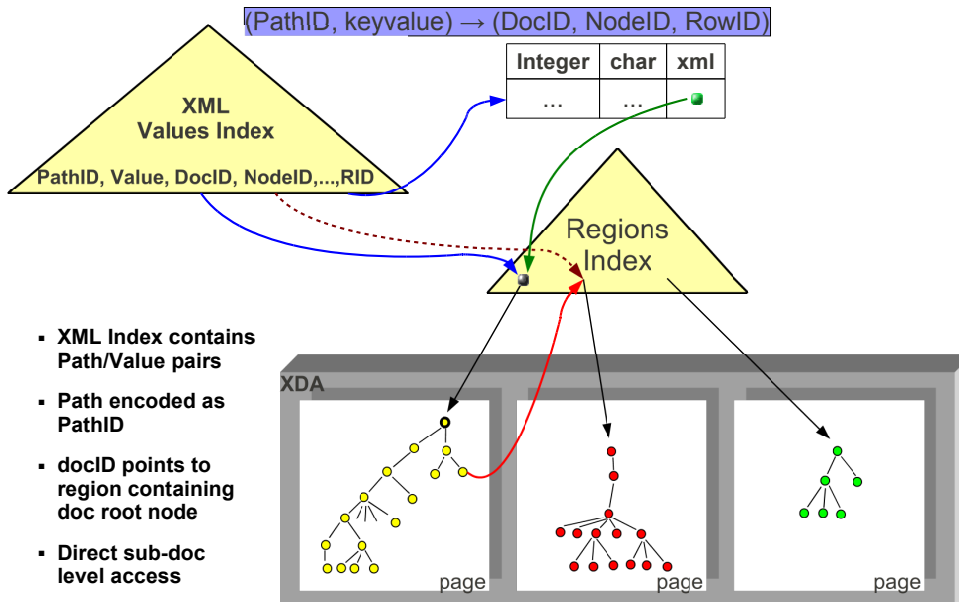 (PathID, keyvalue) → (DocID, NodeID, RowID)
Integer char xml
... ...
XML
Values Index
PathID, Value, DocID, NodeID,...,RID
Regions
Index
▪ XML Index contains
Path/Value pairs
▪ Path encoded as
PathID
▪ docID points to
region containing
doc root node
▪ Direct sub-doc
level access
XDA
page
page
page